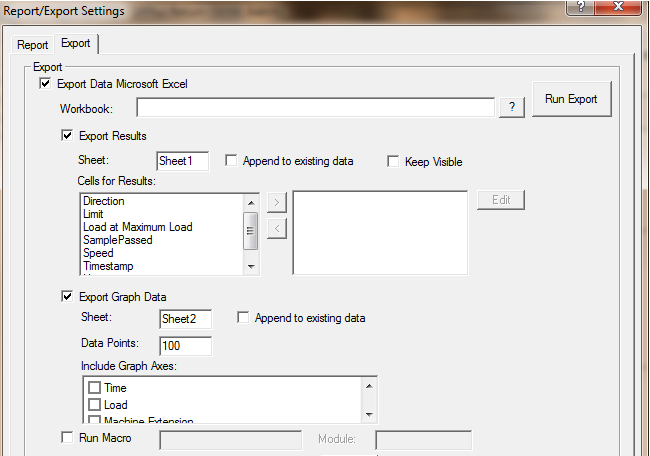 Report/Export Settings
?
Report Export
Export
Export Data Microsoft Excel
Workbook: ? Run Export
Export Results
Sheet: Sheet1 Append to existing data Keep Visible
Cells for Results:
Direction > Edit
Limit
Load at Maximum Load <
SamplePassed
Speed
Timestamp
Export Graph Data
Sheet: Sheet2 Append to existing data
Data Points: 100
Include Graph Axes:
Time
Load
Machine Extension
Run Macro Module: